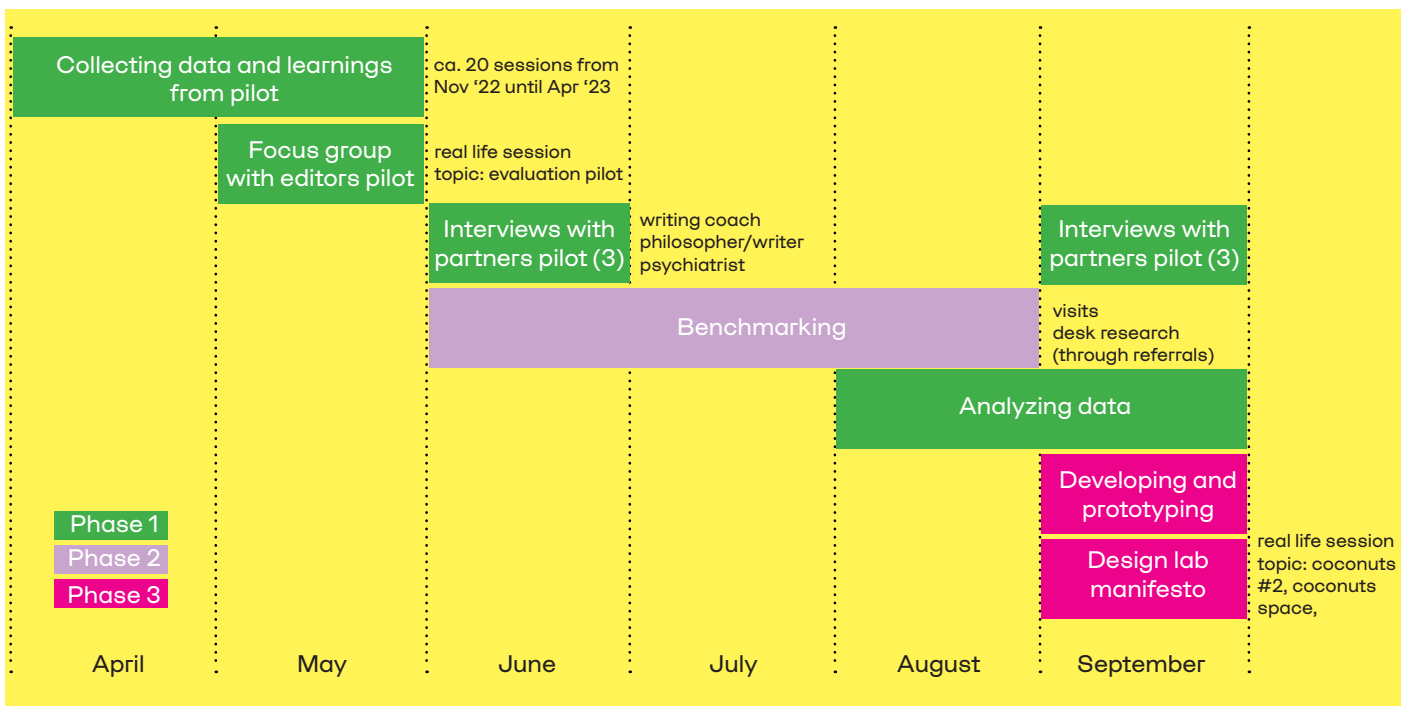 Collecting data and learnings
from pilot
ca. 20 sessions from
Nov ‘22 until Apr ‘23
Focus group
with editors pilot
real life session
topic: evaluation pilot
Interviews with
partners pilot (3)
writing coach
philosopher/writer
psychiatrist
Interviews with
partners pilot (3)
Benchmarking
visits
desk research
(through referrals)
Analyzing data
Developing and
prototyping
Design lab
manifesto
real life session
topic: coconuts
#2, coconuts
space,
Phase 1
Phase 2
Phase 3
April
May
June
July
August
September